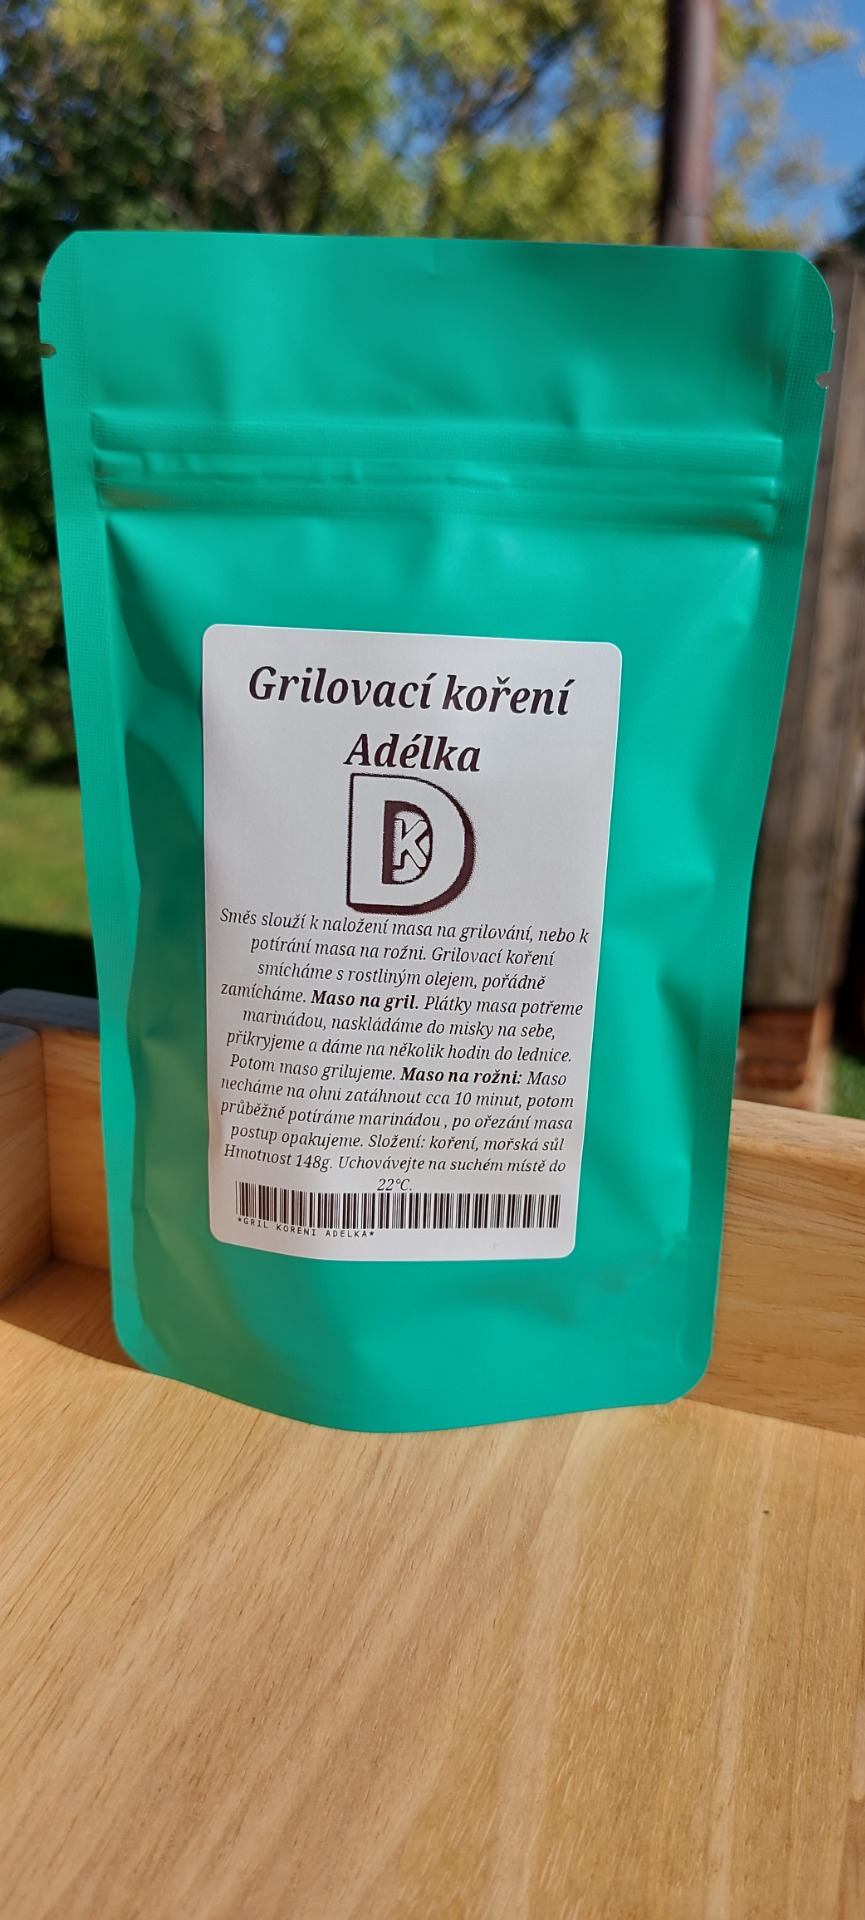 Grilovací koření
Adélka
DK
Směs slouží k naložení masa na grilování, nebo k
potírání masa na rožni. Grilovací koření
smícháme s rostliným olejem, pořádně
zamícháme. Maso na gril. Plátky masa potřeme
marinádou, naskládáme do misky na sebe,
přikryjeme a dáme na několik hodin do lednice.
Potom maso grilujeme. Maso na rožni: Maso
necháme na ohni zatáhnout cca 10 minut, potom
průběžně potíráme marinádou , po ořezání masa
postup opakujeme. Složení: koření, mořská sůl
Hmotnost 148g. Uchovávejte na suchém místě do
22°C.
*GRIL KORENI ADELKA*